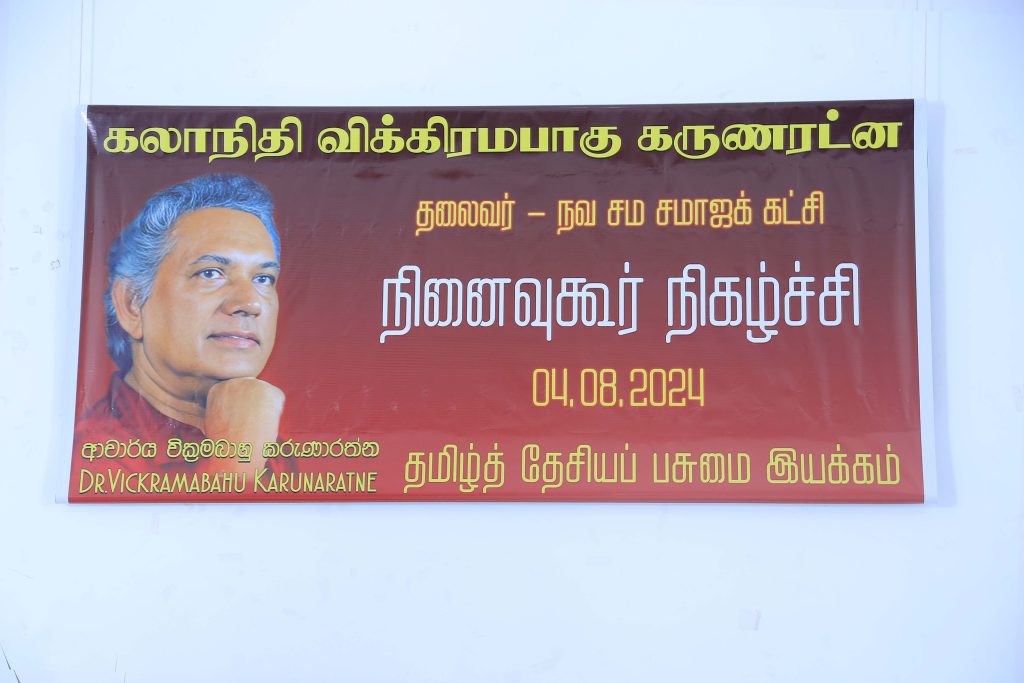 கலாநிதி விக்கிரமபாகு கருணரட்ன
தலைவர் – நவ சம சமாஜக் கட்சி
நினைவுகூர் நிகழ்ச்சி
04.08.2024
ආචාර්ය වික්‍රමබාහු කරුණාරත්න
DR.VICKRAMABAHU KARUNARATNE
தமிழ்த் தேசியப் பசுமை இயக்கம்